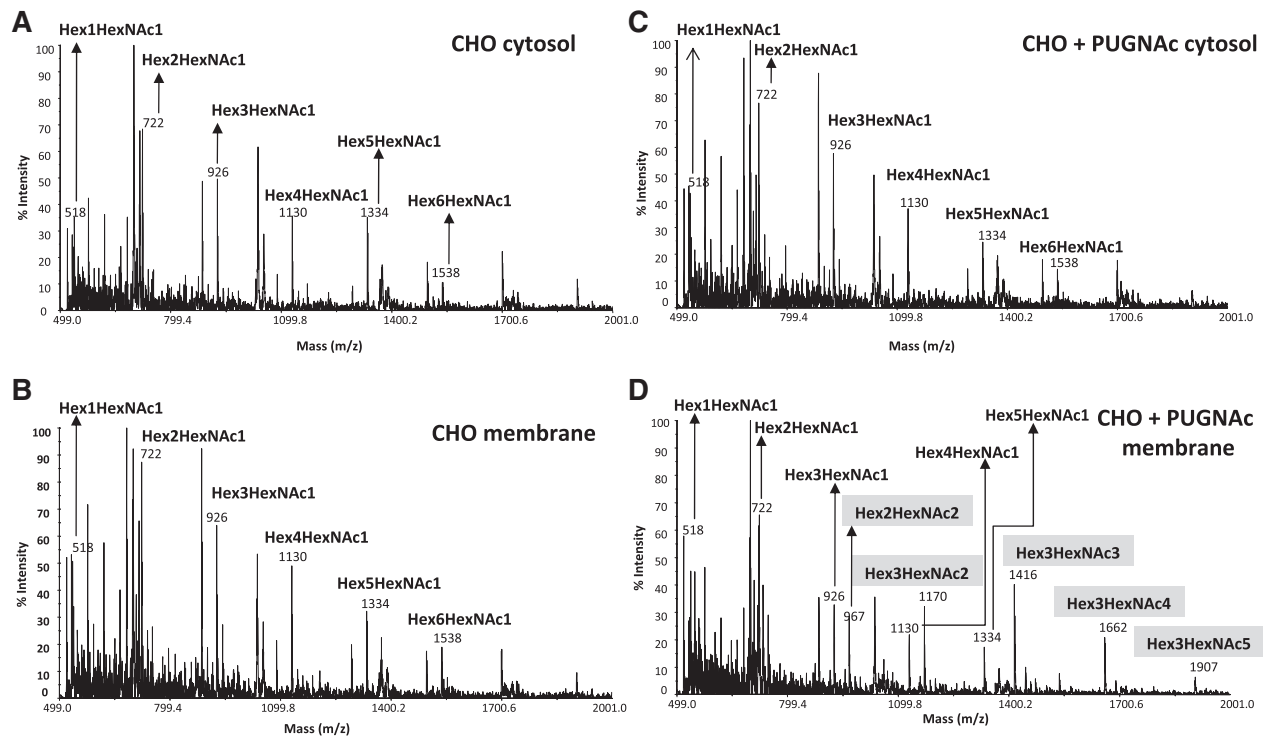 A
Hex1HexNAc1
CHO cytosol
Hex2HexNAc1
Hex3HexNAc1
Hex5HexNAc1
Hex4HexNAc1
Hex6HexNAc1
518
722
926
1130
1334
1538
% Intensity
100
90
80
70
60
50
40
30
20
10
0
499.0
799.4
1099.8
1400.2
1700.6
2001.0
Mass (m/z)
C
Hex1HexNAc1
CHO + PUGNAc cytosol
Hex2HexNAc1
Hex3HexNAc1
Hex4HexNAc1
Hex5HexNAc1
Hex6HexNAc1
518
722
926
1130
1334
1538
% Intensity
100
90
80
70
60
50
40
30
20
10
0
499.0
799.4
1099.8
1400.2
1700.6
2001.0
Mass (m/z)
B
Hex1HexNAc1
CHO membrane
Hex2HexNAc1
Hex3HexNAc1
Hex4HexNAc1
Hex5HexNAc1
Hex6HexNAc1
518
722
926
1130
1334
1538
% Intensity
100
90
80
70
60
50
40
30
20
10
0
499.0
799.4
1099.8
1400.2
1700.6
2001.0
Mass (m/z)
D
Hex1HexNAc1
Hex5HexNAc1
CHO + PUGNAc
membrane
Hex2HexNAc1
Hex4HexNAc1
Hex3HexNAc1
Hex2HexNAc2
Hex3HexNAc3
Hex3HexNAc2
Hex3HexNAc4
Hex3HexNAc5
518
722
926
967
1130
1170
1334
1416
1662
1907
% Intensity
100
90
80
70
60
50
40
30
20
10
0
499.0
799.4
1099.8
1400.2
1700.6
2001.0
Mass (m/z)